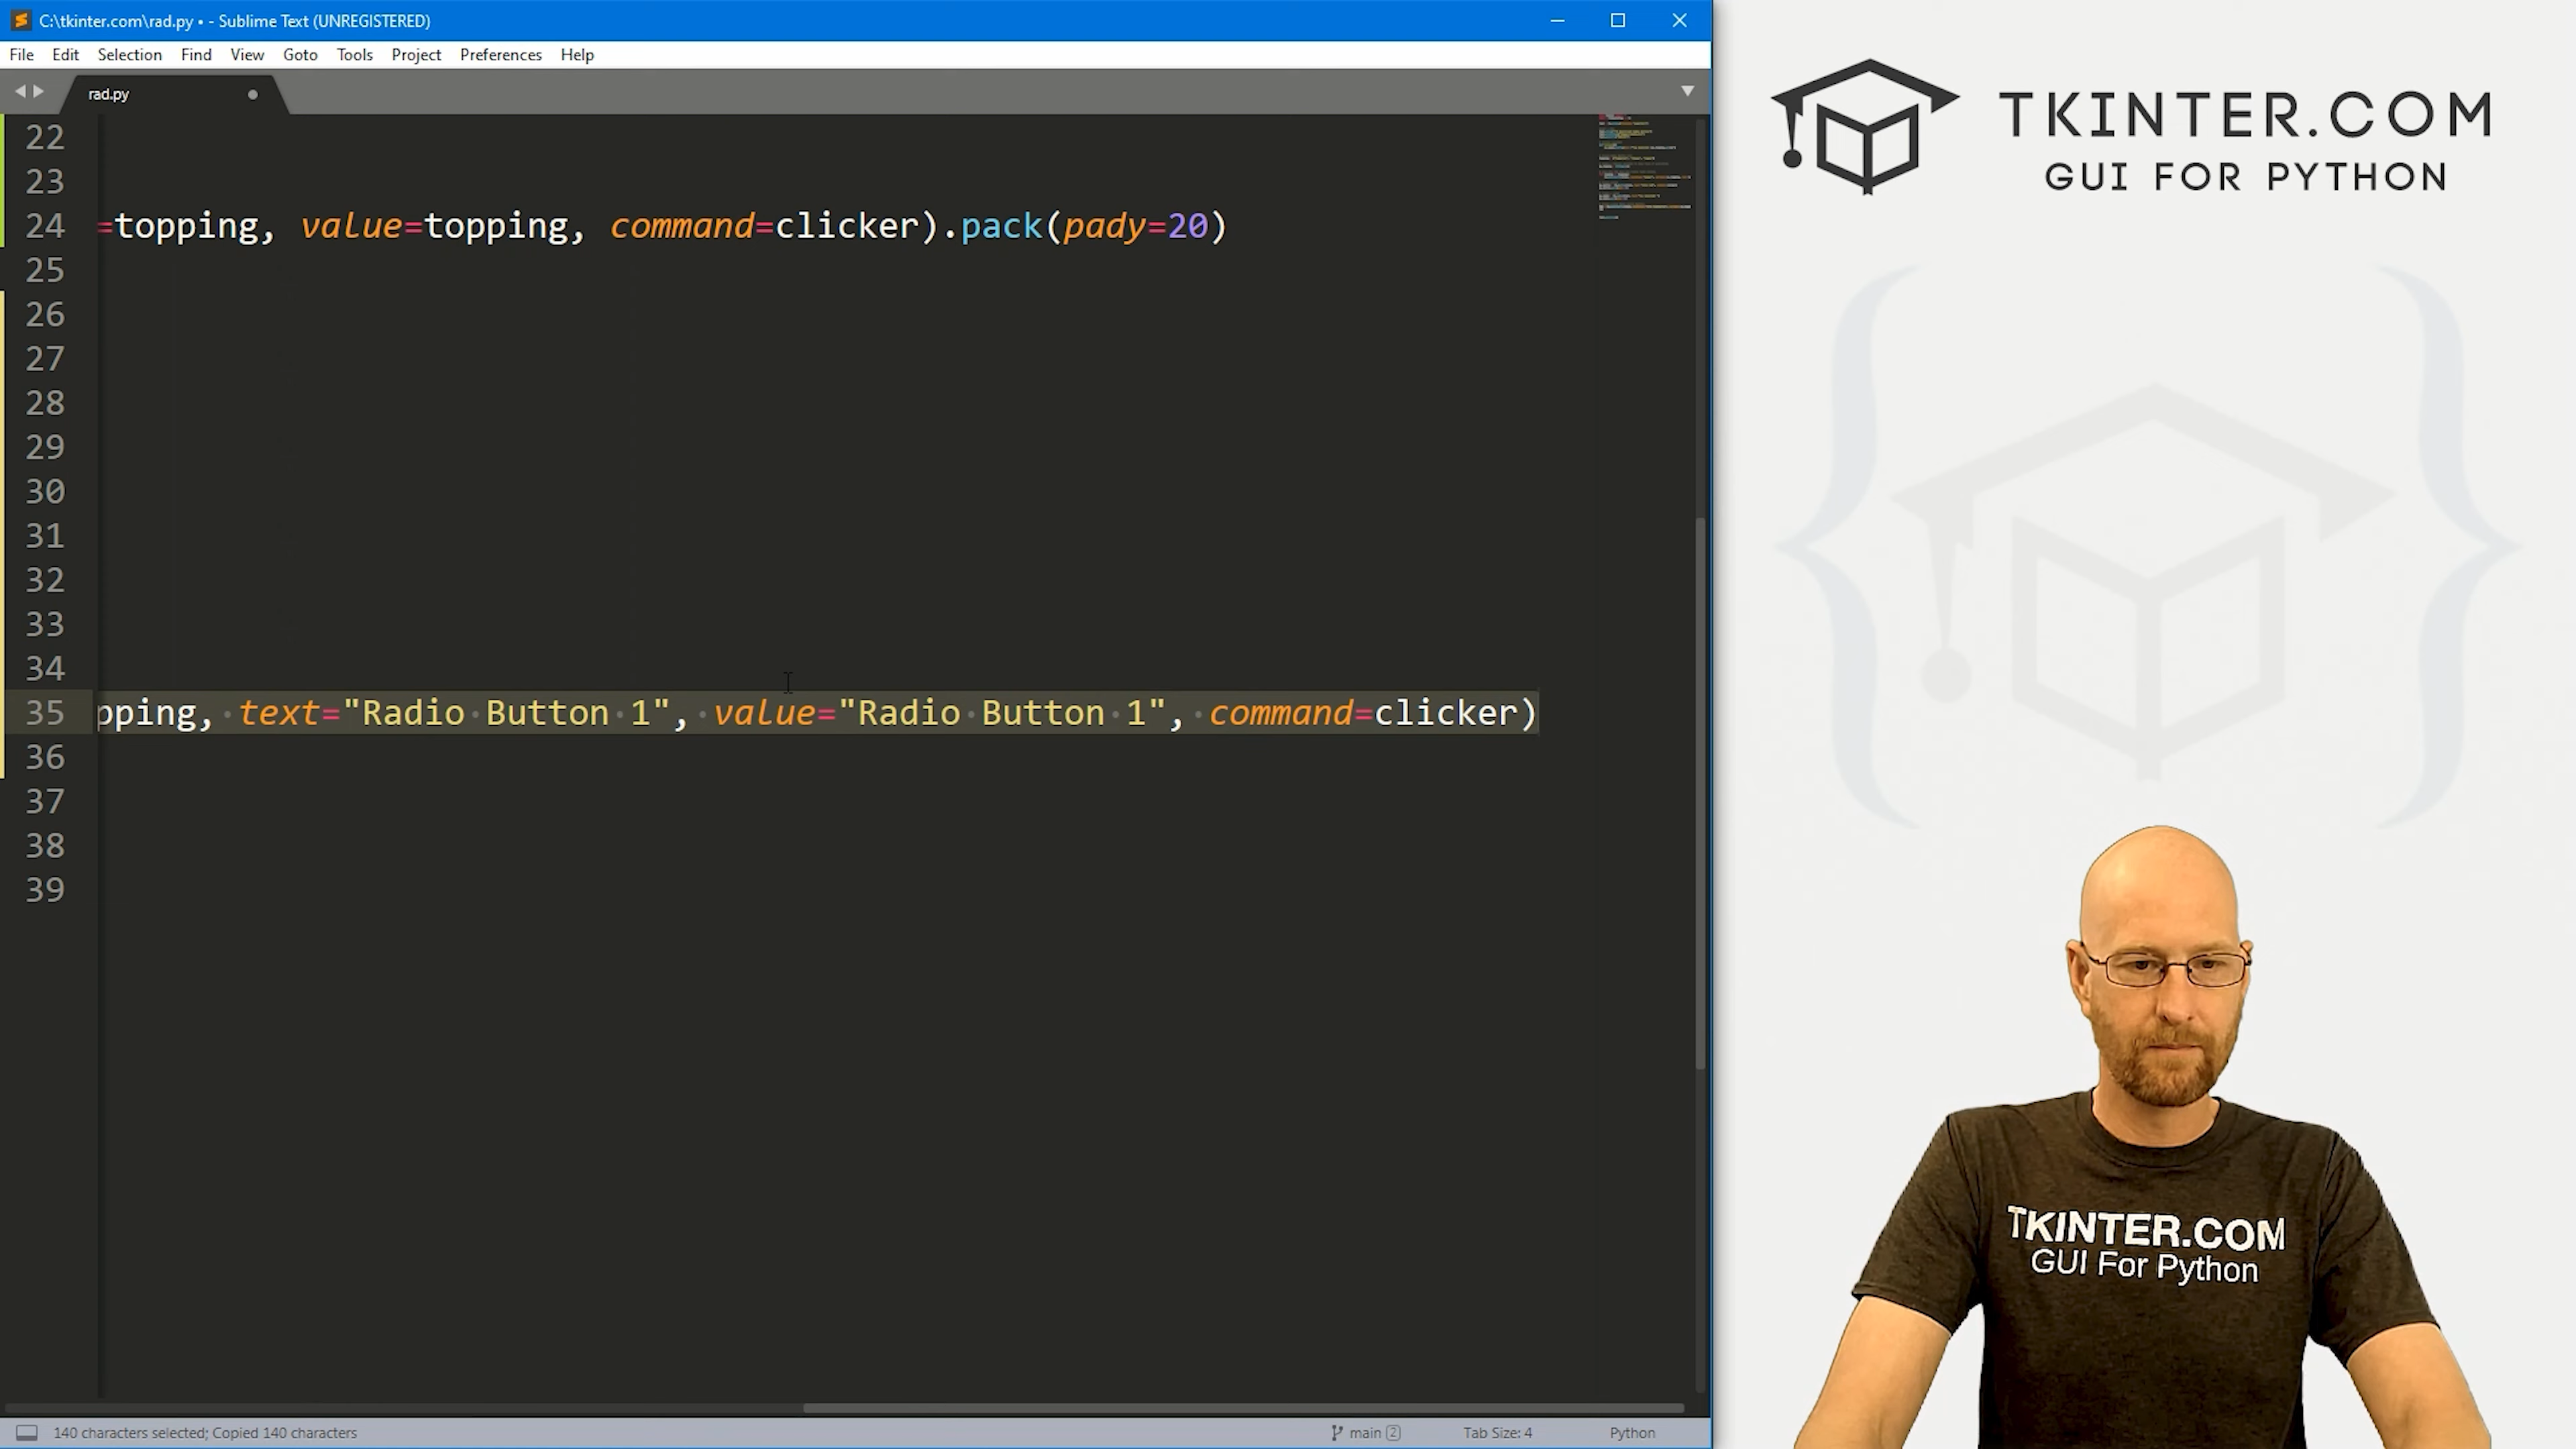 C:\tkinter.com\rad.py • - Sublime Text (UNREGISTERED)
File Edit Selection Find View Goto Tools Project Preferences Help
rad.py
22
23
24 =topping, value=topping, command=clicker).pack(pady=20)
25
26
27
28
29
30
31
32
33
34
35 pping, text="Radio Button 1", value="Radio Button 1", command=clicker)
36
37
38
39
140 characters selected; Copied 140 characters
main 2
Tab Size: 4
Python
TKINTER.COM
GUI FOR PYTHON
TKINTER.COM
GUI For Python